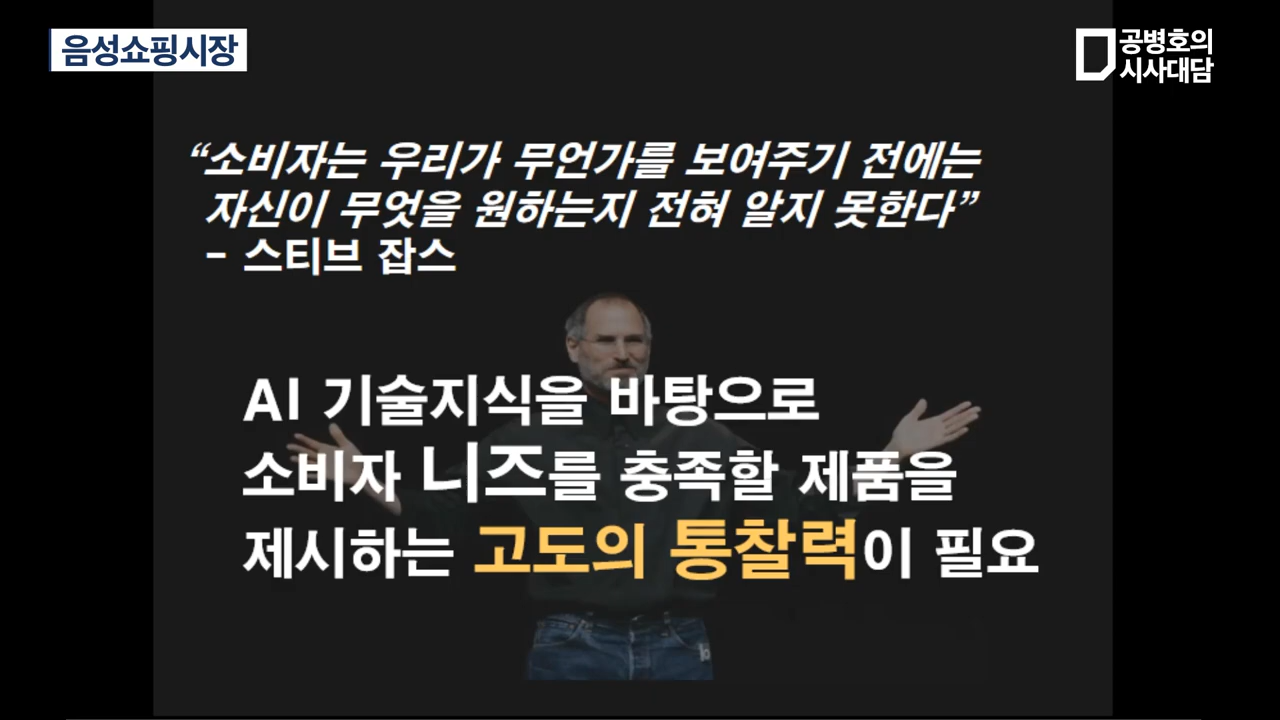 음성쇼핑시장
공병호의
시사대담
“소비자는 우리가 무언가를 보여주기 전에는
자신이 무엇을 원하는지 전혀 알지 못한다”
- 스티브 잡스
AI 기술지식을 바탕으로
소비자 니즈를 충족할 제품을
제시하는 고도의 통찰력이 필요